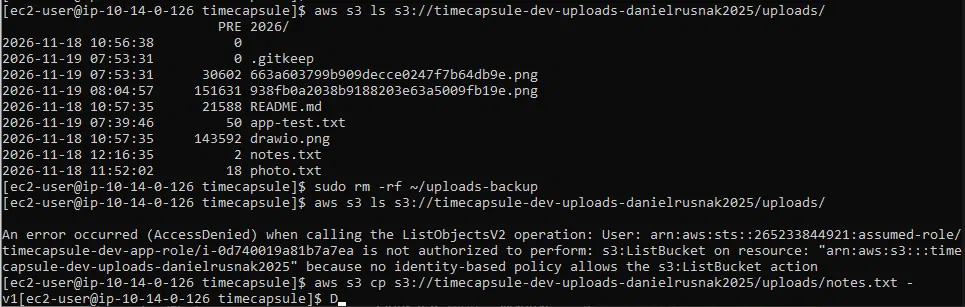 [ec2-user@ip-10-14-0-126 timecapsule]$ aws s3 ls s3://timecapsule-dev-uploads-danielrusnak2025/uploads/
                           PRE 2026/
2026-11-18 10:56:38          0
2026-11-19 07:53:31          0 .gitkeep
2026-11-19 07:53:31      30602 663a603799b909decce0247f7b64db9e.png
2026-11-19 08:04:57     151631 938fb0a2038b9188203e63a5009fb19e.png
2026-11-18 10:57:35      21588 README.md
2026-11-19 07:39:46         50 app-test.txt
2026-11-18 10:57:35     143592 drawio.png
2026-11-18 12:16:35          2 notes.txt
2026-11-18 11:52:02         18 photo.txt
[ec2-user@ip-10-14-0-126 timecapsule]$ sudo rm -rf ~/uploads-backup
[ec2-user@ip-10-14-0-126 timecapsule]$ aws s3 ls s3://timecapsule-dev-uploads-danielrusnak2025/uploads/

An error occurred (AccessDenied) when calling the ListObjectsV2 operation: User: arn:aws:sts::265233844921:assumed-role/
timecapsule-dev-app-role/i-0d740019a81b7a7ea is not authorized to perform: s3:ListBucket on resource: "arn:aws:s3:::time
capsule-dev-uploads-danielrusnak2025" because no identity-based policy allows the s3:ListBucket action
[ec2-user@ip-10-14-0-126 timecapsule]$ aws s3 cp s3://timecapsule-dev-uploads-danielrusnak2025/uploads/notes.txt -
v1[ec2-user@ip-10-14-0-126 timecapsule]$ D